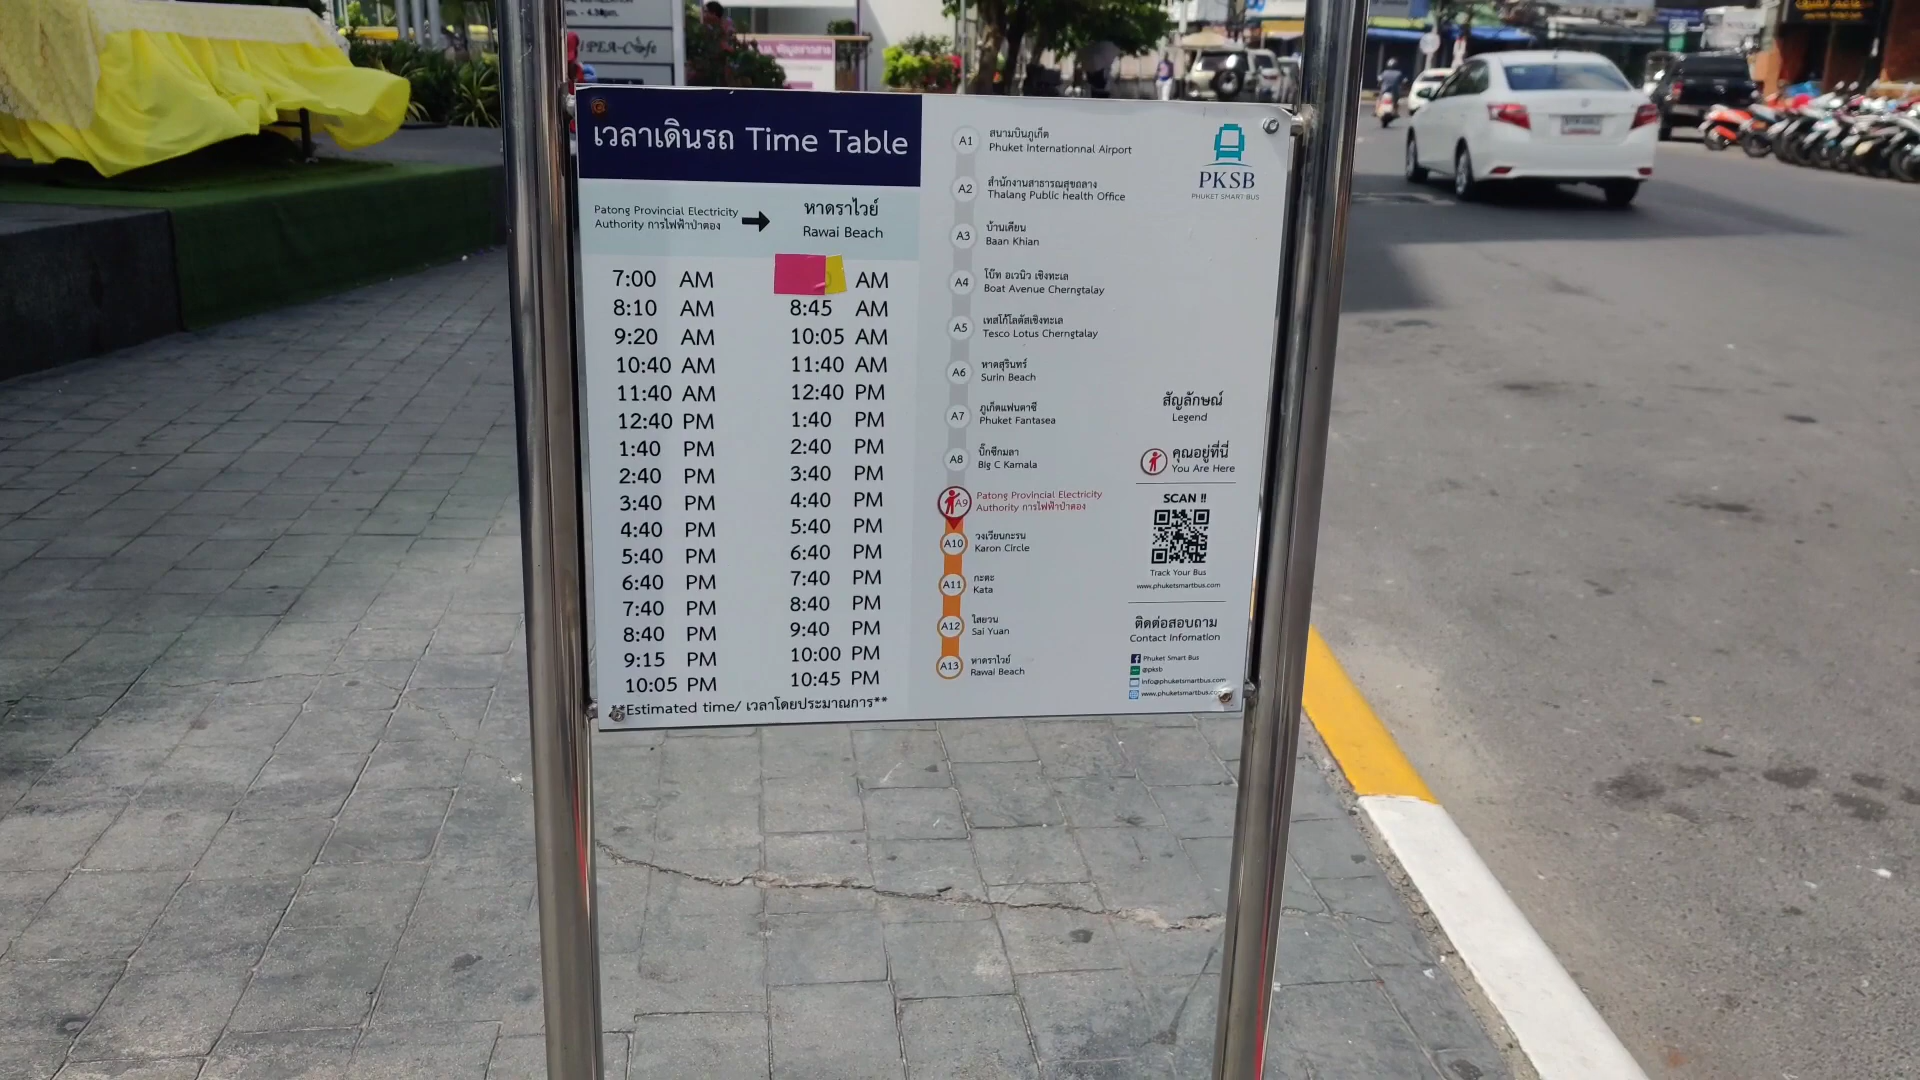 - 4.30pm.
PEA-Cafe
เวลาเดินรถ Time Table
Patong Provincial Electricity
Authority การไฟฟ้าป่าตอง
หาดราไวย์
Rawai Beach
7:00 AM AM
8:10 AM 8:45 AM
9:20 AM 10:05 AM
10:40 AM 11:40 AM
11:40 AM 12:40 PM
12:40 PM 1:40 PM
1:40 PM 2:40 PM
2:40 PM 3:40 PM
3:40 PM 4:40 PM
4:40 PM 5:40 PM
5:40 PM 6:40 PM
6:40 PM 7:40 PM
7:40 PM 8:40 PM
8:40 PM 9:40 PM
9:15 PM 10:00 PM
10:05 PM 10:45 PM
**Estimated time/ เวลาโดยประมาณการ**
A1 สนามบินภูเก็ต
Phuket Internationnal Airport
A2 สำนักงานสาธารณสุขถลาง
Thalang Public health Office
A3 บ้านเคียน
Baan Khian
A4 โบ๊ท อเวนิว เชิงทะเล
Boat Avenue Cherngtalay
A5 เทสโก้โลตัสเชิงทะเล
Tesco Lotus Cherngtalay
A6 หาดสุรินทร์
Surin Beach
A7 ภูเก็ตแฟนตาซี
Phuket Fantasea
A8 บิ๊กซีกมลา
Big C Kamala
A9 Patong Provincial Electricity
Authority การไฟฟ้าป่าตอง
A10 วงเวียนกะรน
Karon Circle
A11 กะตะ
Kata
A12 ไสยวน
Sai Yuan
A13 หาดราไวย์
Rawai Beach
PKSB
PHUKET SMART BUS
สัญลักษณ์
Legend
คุณอยู่ที่นี่
You Are Here
SCAN !!
Track Your Bus
www.phuketsmartbus.com
ติดต่อสอบถาม
Contact Infomation
Phuket Smart Bus
@pksb
info@phuketsmartbus.com
www.phuketsmartbus.co